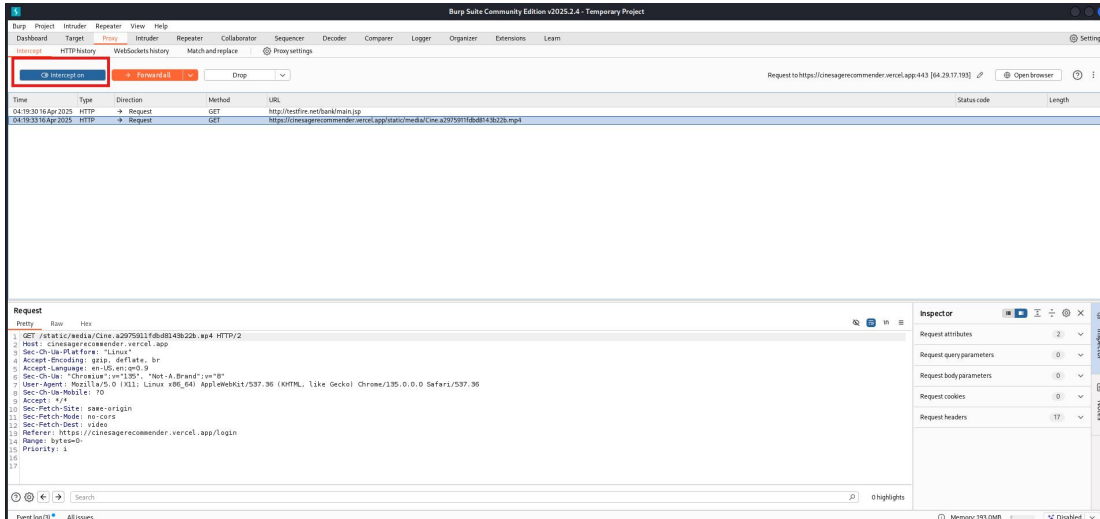 Burp Suite Community Edition v2025.2.4 - Temporary Project
Burp Project Intruder Repeater View Help
Dashboard Target Proxy Intruder Repeater Collaborator Sequencer Decoder Comparer Logger Organizer Extensions Learn Setting
Intercept HTTP history WebSockets history Match and replace Proxy settings
Intercept on Forward all Drop Request to https://cinesagerecommender.vercel.app:443 [64.29.17.193] Open browser
Time Type Direction Method URL Status code Length
04:19:30 16 Apr 2025 HTTP → Request GET http://testfire.net/bank/main.jsp
04:19:33 16 Apr 2025 HTTP → Request GET https://cinesagerecommender.vercel.app/static/media/Cine.a2975911fdbd8143b22b.mp4
Request
Pretty Raw Hex
1 GET /static/media/Cine.a2975911fdbd8143b22b.mp4 HTTP/2
2 Host: cinesagerecommender.vercel.app
3 Sec-Ch-Ua-Platform: "Linux"
4 Accept-Encoding: gzip, deflate, br
5 Accept-Language: en-US,en;q=0.9
6 Sec-Ch-Ua: "Chromium";v="135", "Not-A.Brand";v="8"
7 User-Agent: Mozilla/5.0 (X11; Linux x86_64) AppleWebKit/537.36 (KHTML, like Gecko) Chrome/135.0.0.0 Safari/537.36
8 Sec-Ch-Ua-Mobile: ?0
9 Accept: */*
10 Sec-Fetch-Site: same-origin
11 Sec-Fetch-Mode: no-cors
12 Sec-Fetch-Dest: video
13 Referer: https://cinesagerecommender.vercel.app/login
14 Range: bytes=0-
15 Priority: i
16
17
Inspector
Request attributes 2
Request query parameters 0
Request body parameters 0
Request cookies 0
Request headers 17
Inspector
Notes
Search 0 highlights
Event log (3) All issues Memory: 193.0MB Disabled